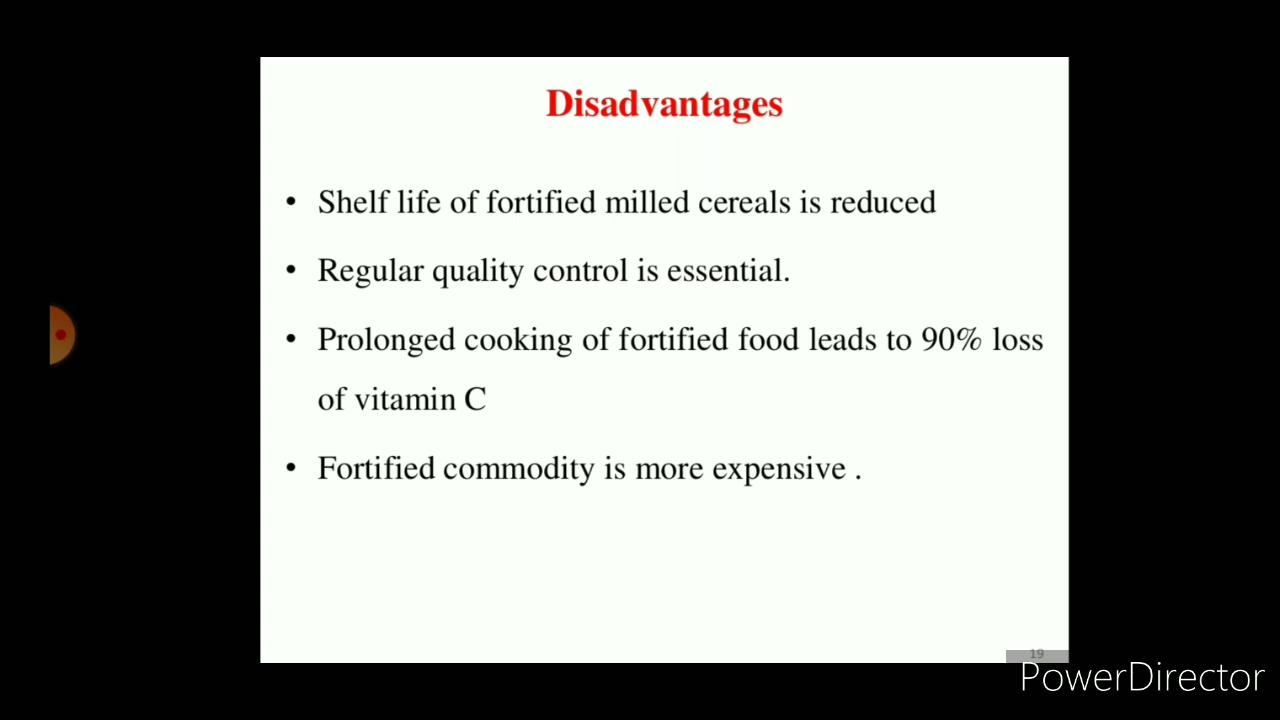 Disadvantages
• Shelf life of fortified milled cereals is reduced
• Regular quality control is essential.
• Prolonged cooking of fortified food leads to 90% loss
of vitamin C
• Fortified commodity is more expensive .
19
PowerDirector